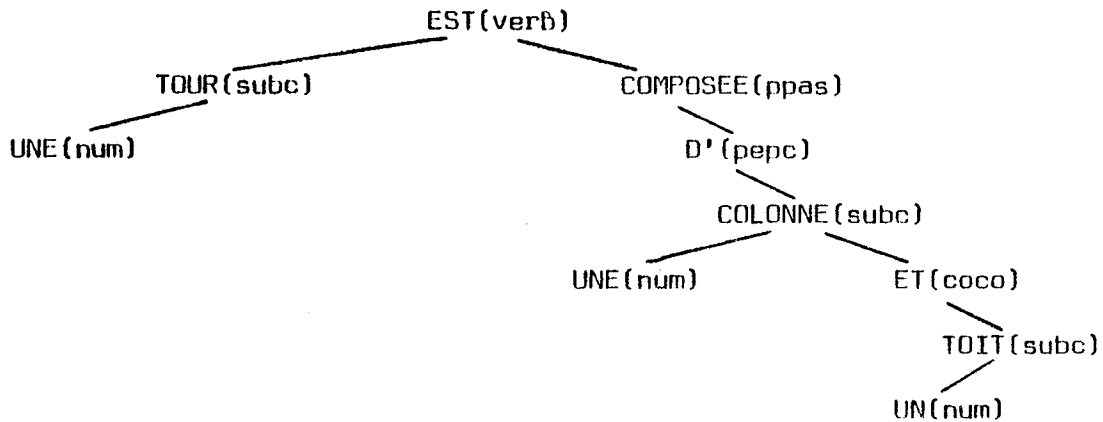 EST(verb)
TOUR(subc) COMPOSEE(ppas)
UNE(num) D'(pepc)
COLONNE(subc)
UNE(num) ET(coco)
TOIT(subc)
UN(num)